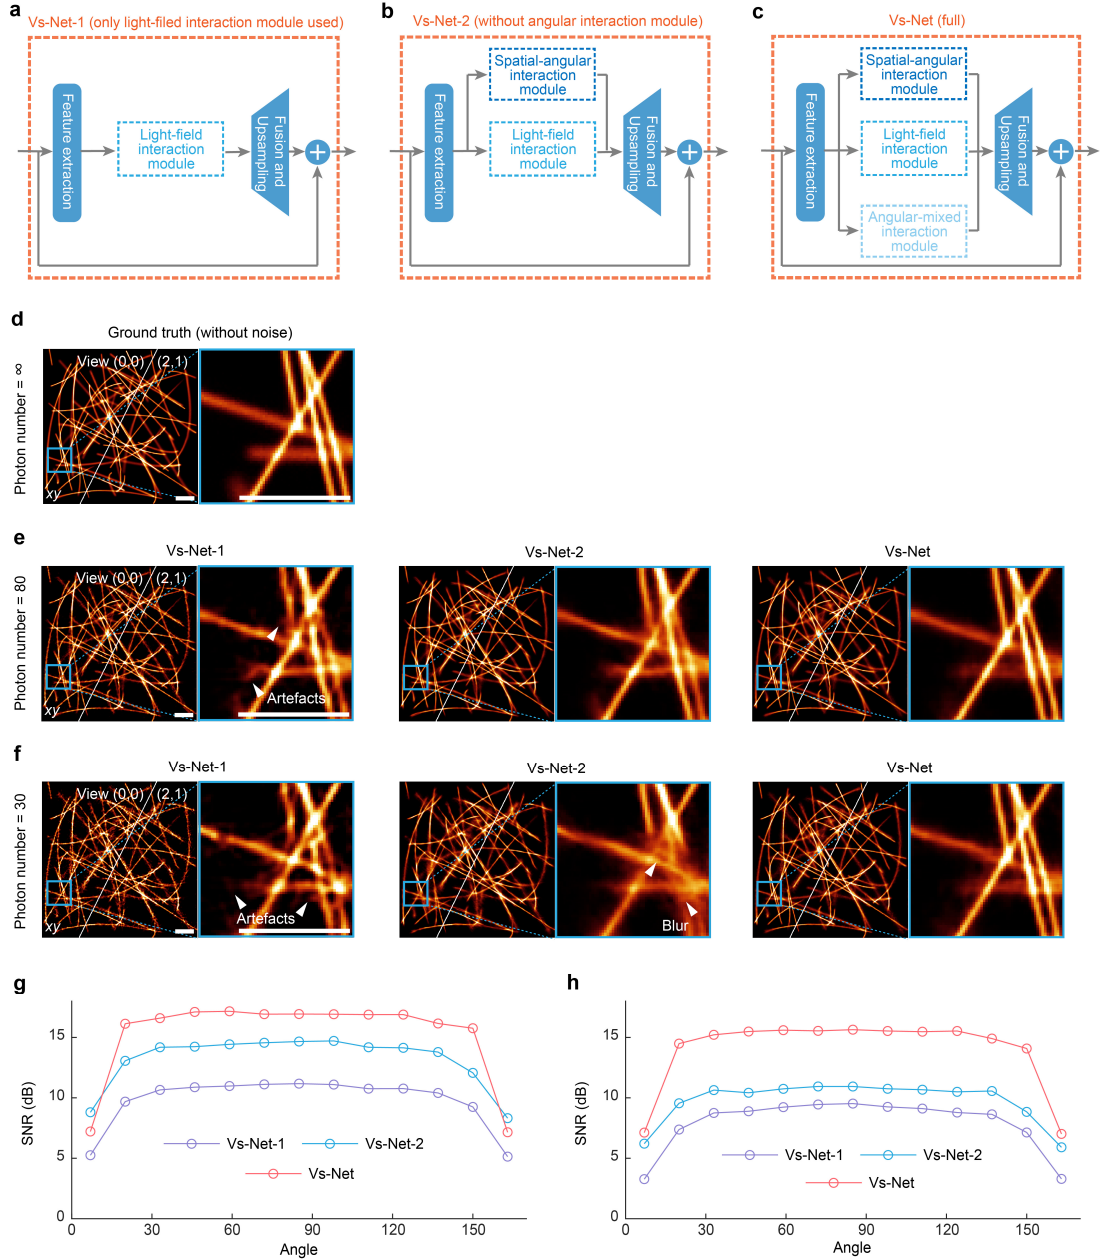 a
Vs-Net-1 (only light-filed interaction module used)
Feature extraction
Light-field
interaction
module
Fusion and
Upsampling
b
Vs-Net-2 (without angular interaction module)
Feature extraction
Spatial-angular
interaction
module
Light-field
interaction
module
Fusion and
Upsampling
c
Vs-Net (full)
Feature extraction
Spatial-angular
interaction
module
Light-field
interaction
module
Angular-mixed
interaction
module
Fusion and
Upsampling
d
Ground truth (without noise)
Photon number = ∞
View (0,0) (2,1)
xy
e
Vs-Net-1
Vs-Net-2
Vs-Net
Photon number = 80
View (0,0) (2,1)
xy
Artefacts
f
Vs-Net-1
Vs-Net-2
Vs-Net
Photon number = 30
View (0,0) (2,1)
xy
Artefacts
Blur
g
SNR (dB)
15
10
5
0
Vs-Net-1
Vs-Net-2
Vs-Net
0 30 60 90 120 150
Angle
h
SNR (dB)
15
10
5
0
Vs-Net-1
Vs-Net-2
Vs-Net
0 30 60 90 120 150
Angle